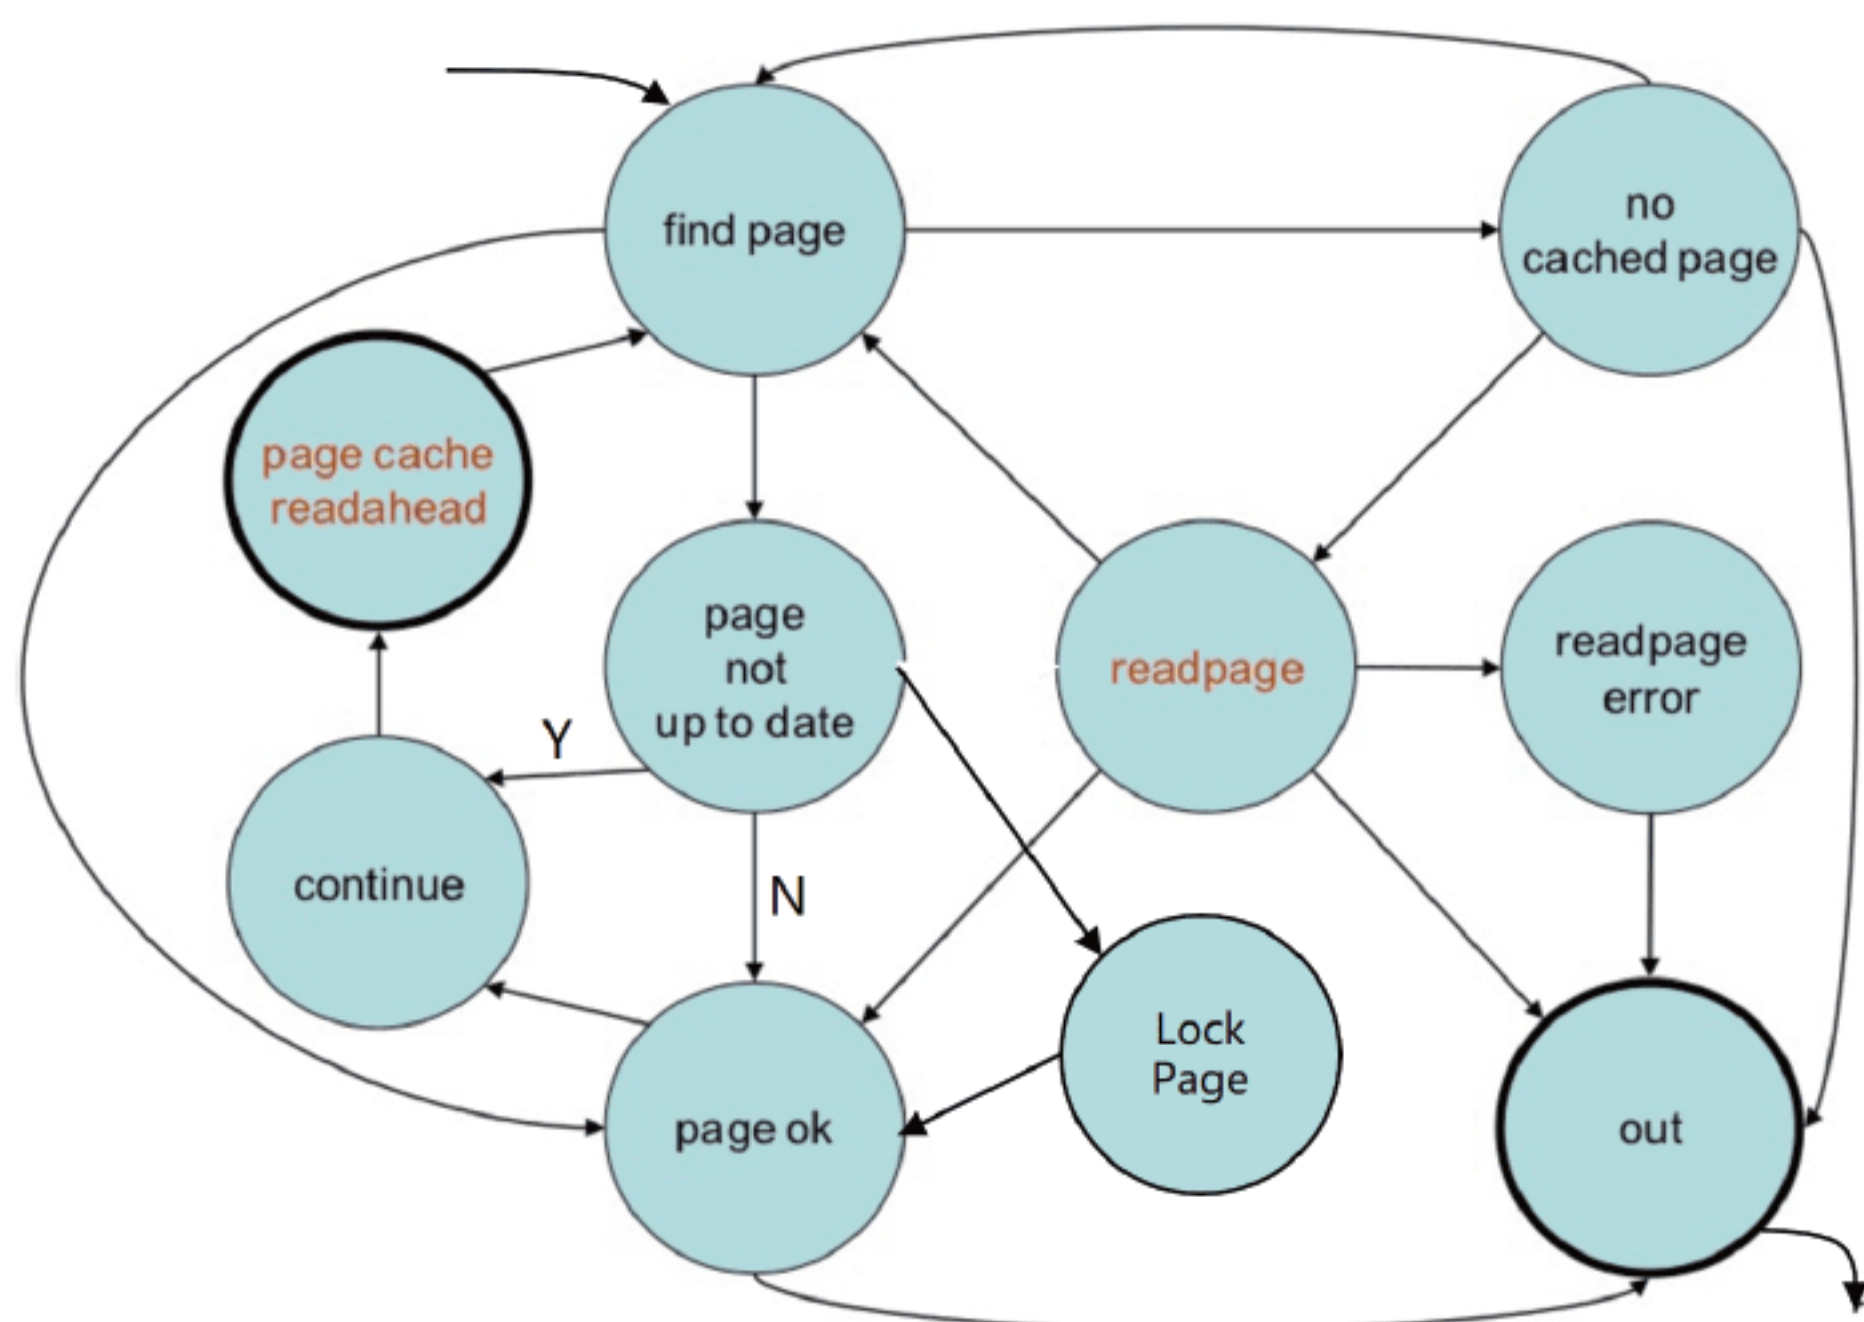 find page
no
cached page
page cache
readahead
page
not
up to date
readpage
readpage
error
Y
continue
N
Lock
Page
page ok
out